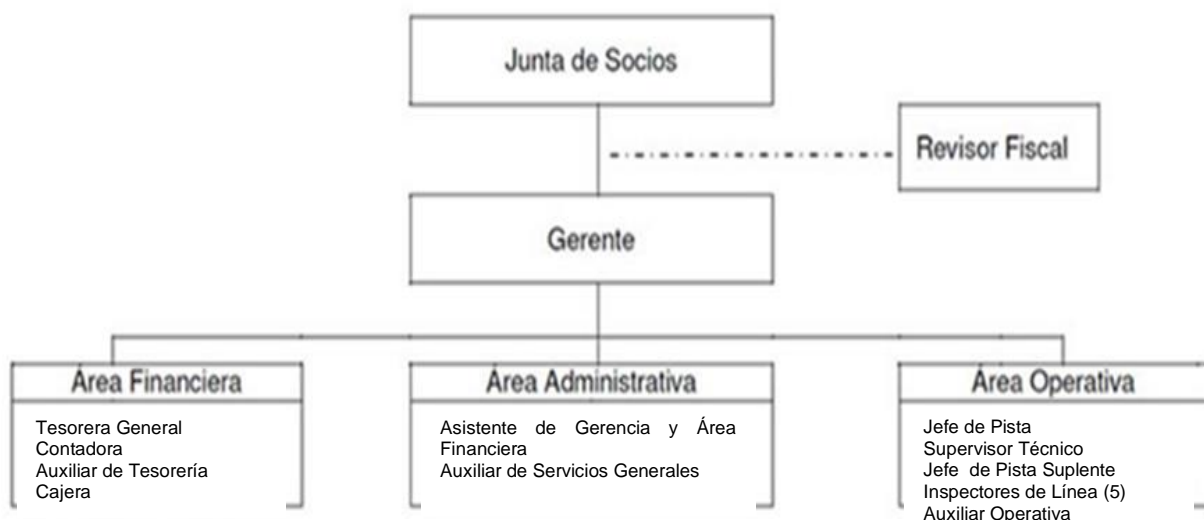 Junta de Socios
Revisor Fiscal
Gerente
Área Financiera
Tesorera General
Contadora
Auxiliar de Tesorería
Cajera
Área Administrativa
Asistente de Gerencia y Área
Financiera
Auxiliar de Servicios Generales
Área Operativa
Jefe de Pista
Supervisor Técnico
Jefe de Pista Suplente
Inspectores de Línea (5)
Auxiliar Operativa